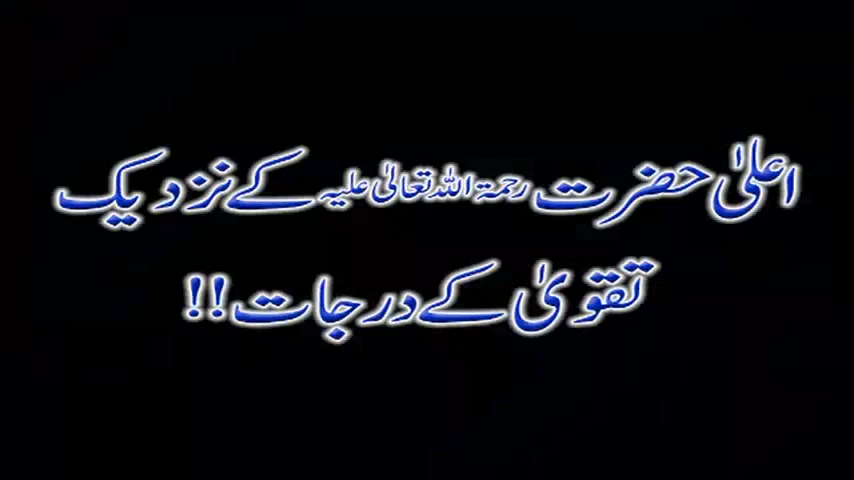 اعلیٰ حضرت رحمۃ اللہ تعالیٰ علیہ کے نزدیک
تقویٰ کے درجات!!